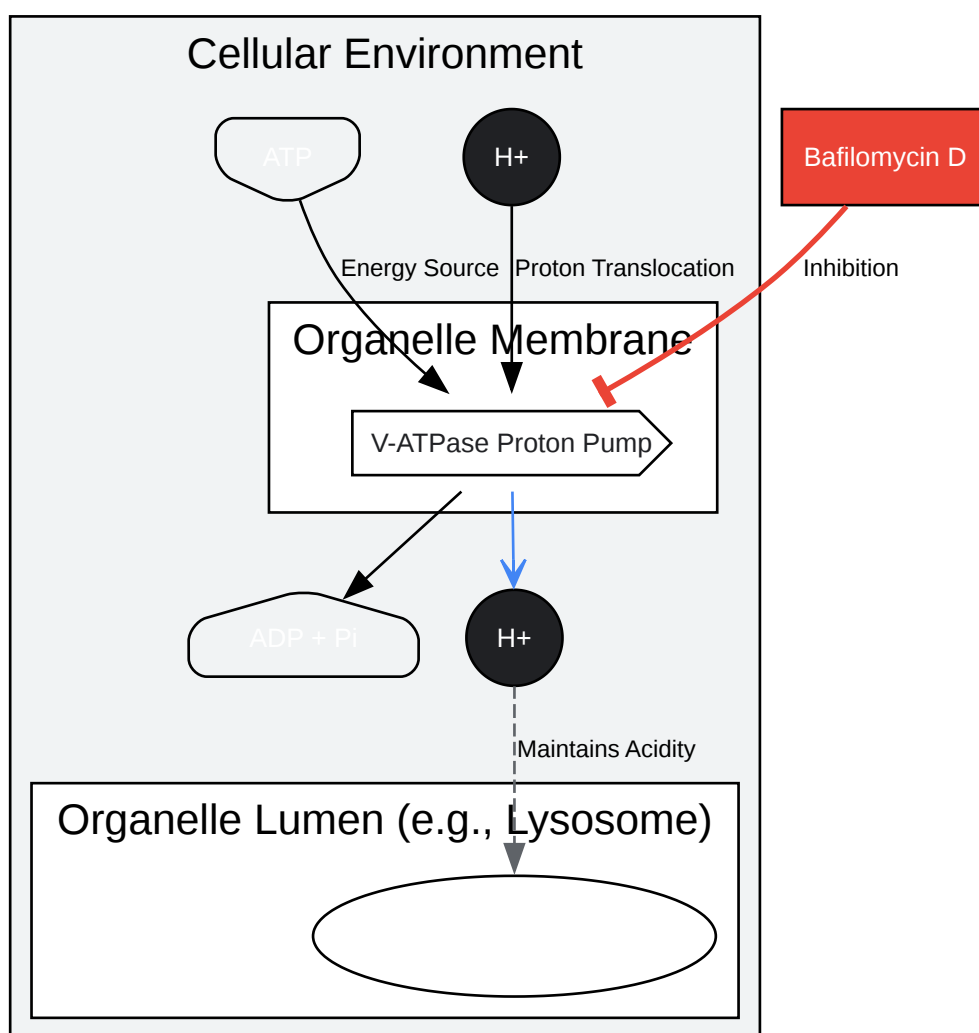 Cellular Environment
ATP
H+
Bafilomycin D
Energy Source
Proton Translocation
Inhibition
Organelle Membrane
V-ATPase Proton Pump
ADP + Pi
H+
Maintains Acidity
Organelle Lumen (e.g., Lysosome)